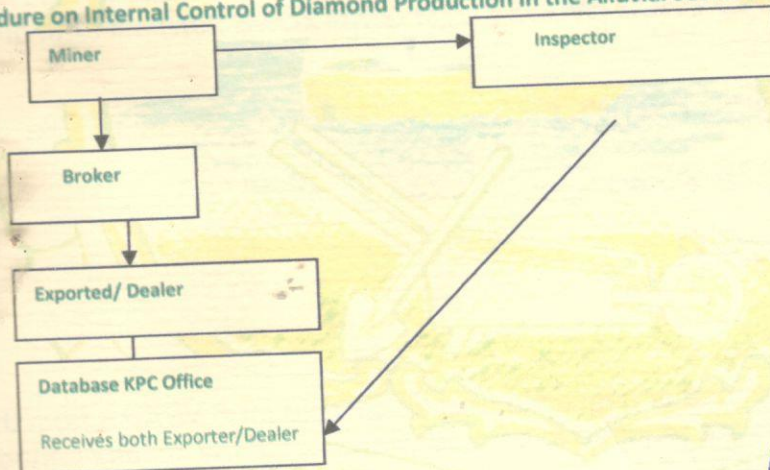 on Internal Control of Diamond Production in the
Miner
Inspector
Broker
Exported/ Dealer
Database KPC Office
Receives both Exporter/Dealer